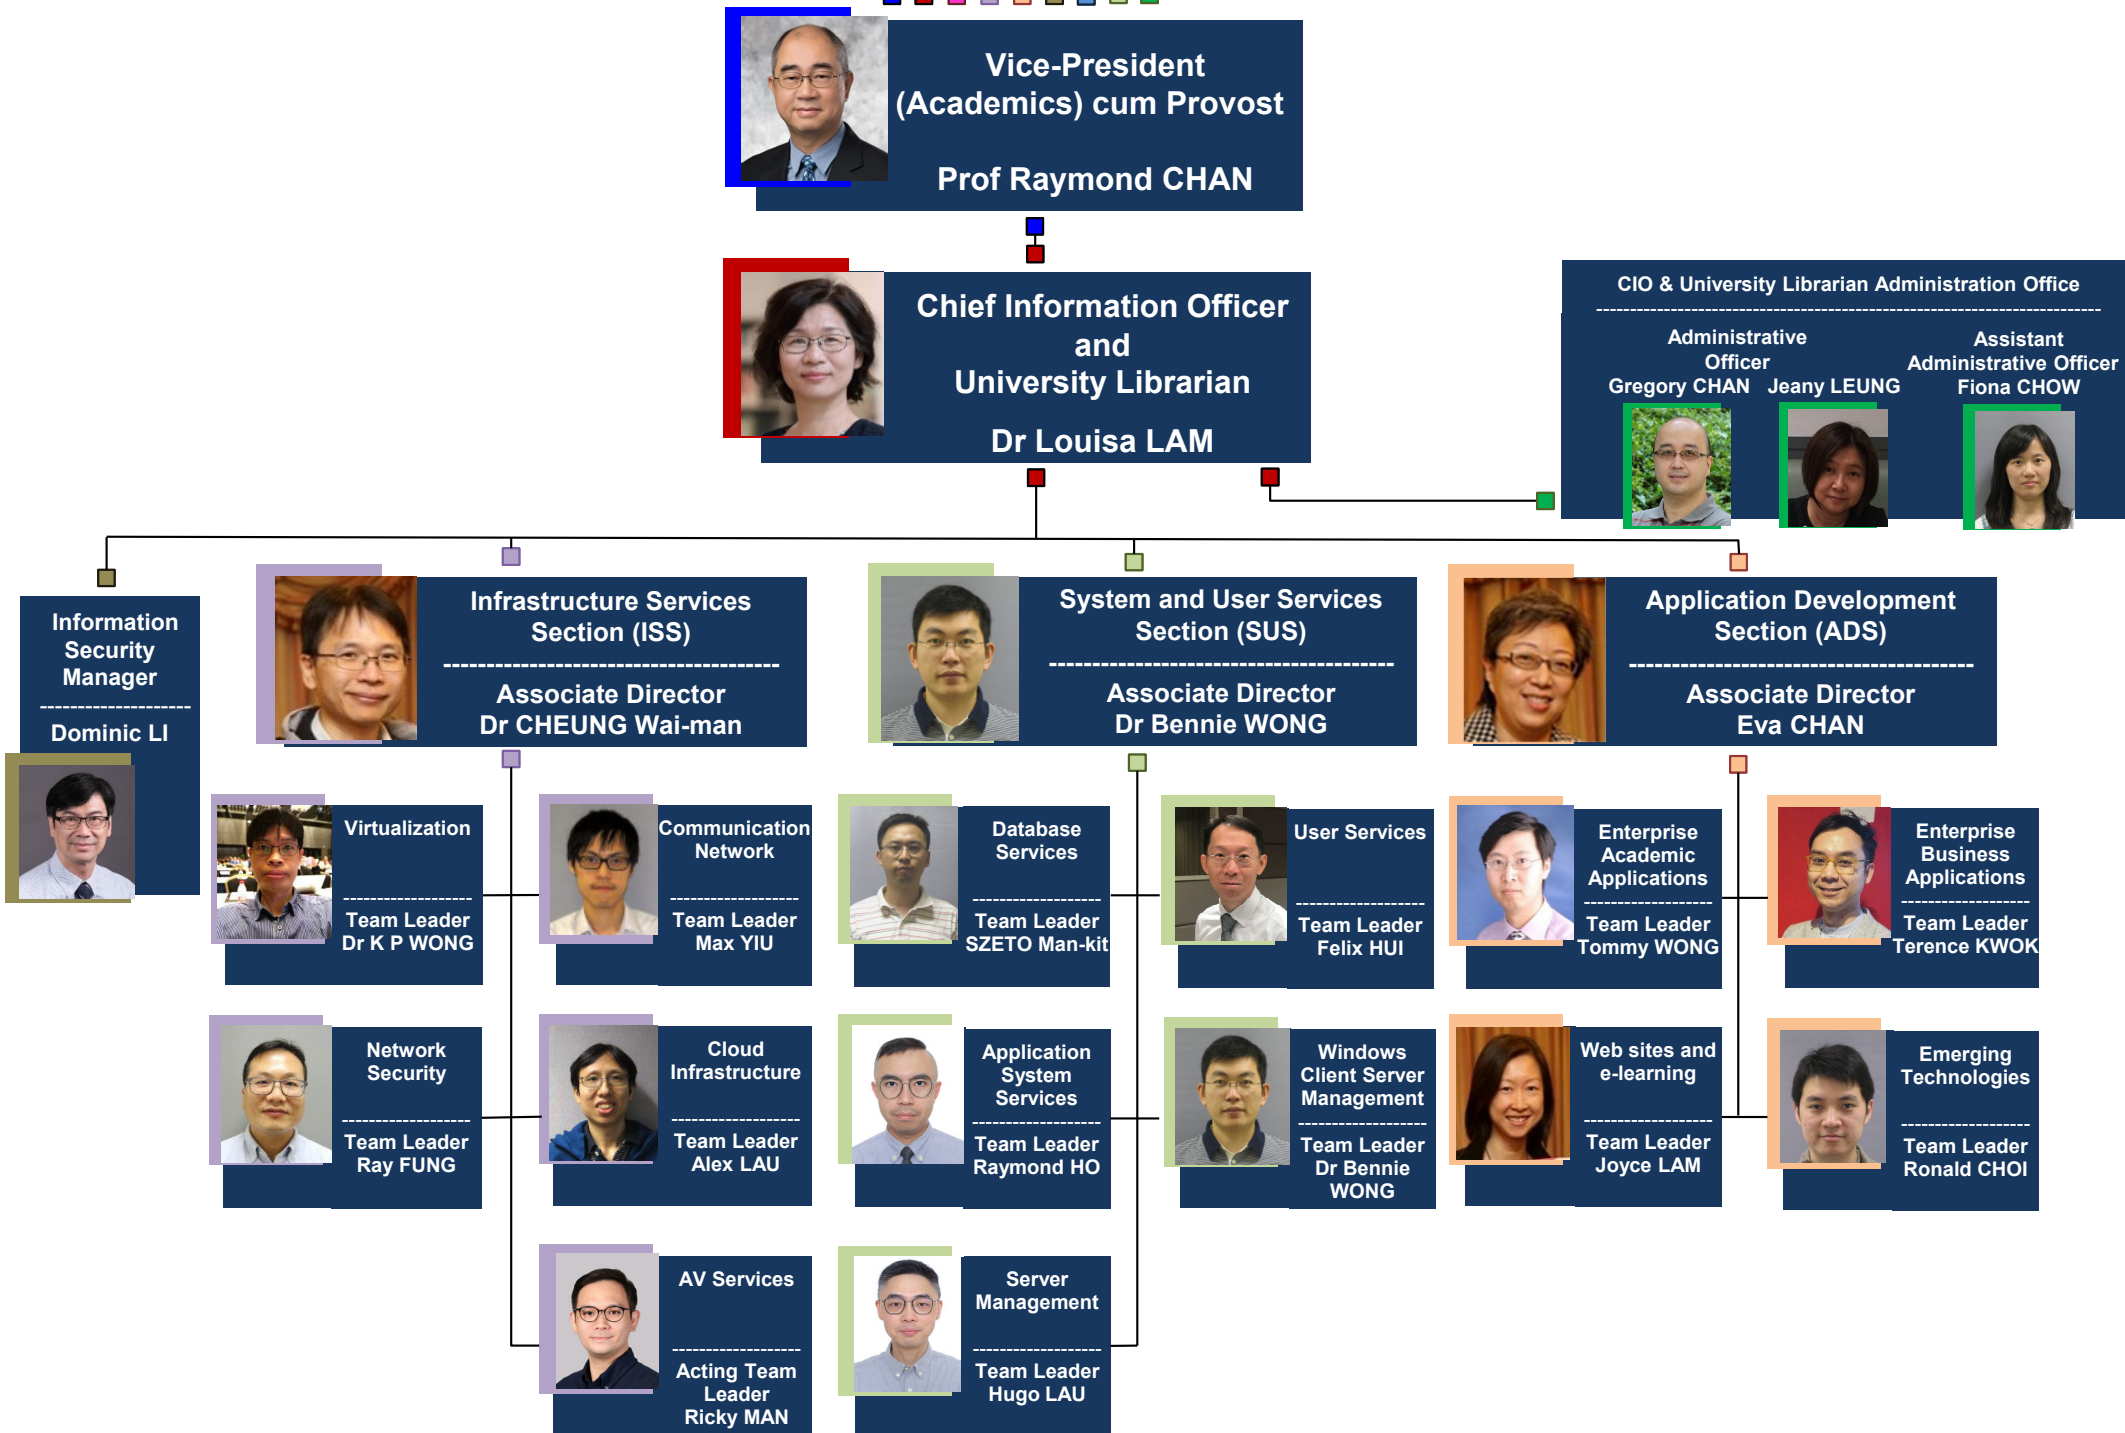 Vice-President
(Academics) cum Provost
Prof Raymond CHAN
Chief Information Officer
and
University Librarian
Dr Louisa LAM
CIO & University Librarian Administration Office
--------------------------------------------------------------------------
Administrative
Officer
Gregory CHAN Jeany LEUNG
Assistant
Administrative Officer
Fiona CHOW
Information
Security
Manager
--------------------
Dominic LI
Infrastructure Services
Section (ISS)
---------------------------------------
Associate Director
Dr CHEUNG Wai-man
System and User Services
Section (SUS)
----------------------------------------
Associate Director
Dr Bennie WONG
Application Development
Section (ADS)
----------------------------------------
Associate Director
Eva CHAN
Virtualization
-------------------
Team Leader
Dr K P WONG
Communication
Network
-------------------
Team Leader
Max YIU
Database
Services
-------------------
Team Leader
SZETO Man-kit
User Services
-------------------
Team Leader
Felix HUI
Enterprise
Academic
Applications
-------------------
Team Leader
Tommy WONG
Enterprise
Business
Applications
-------------------
Team Leader
Terence KWOK
Network
Security
-------------------
Team Leader
Ray FUNG
Cloud
Infrastructure
-------------------
Team Leader
Alex LAU
Application
System
Services
-------------------
Team Leader
Raymond HO
Windows
Client Server
Management
-------------------
Team Leader
Dr Bennie
WONG
Web sites and
e-learning
-------------------
Team Leader
Joyce LAM
Emerging
Technologies
-------------------
Team Leader
Ronald CHOI
AV Services
-------------------
Acting Team
Leader
Ricky MAN
Server
Management
-------------------
Team Leader
Hugo LAU